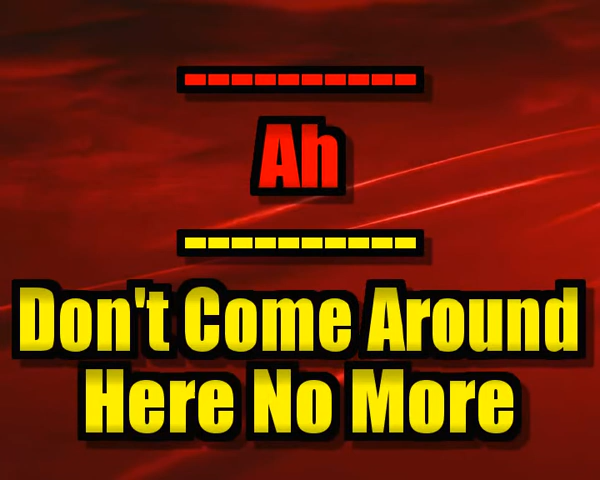 ----------
Ah
----------
Don't Come Around
Here No More